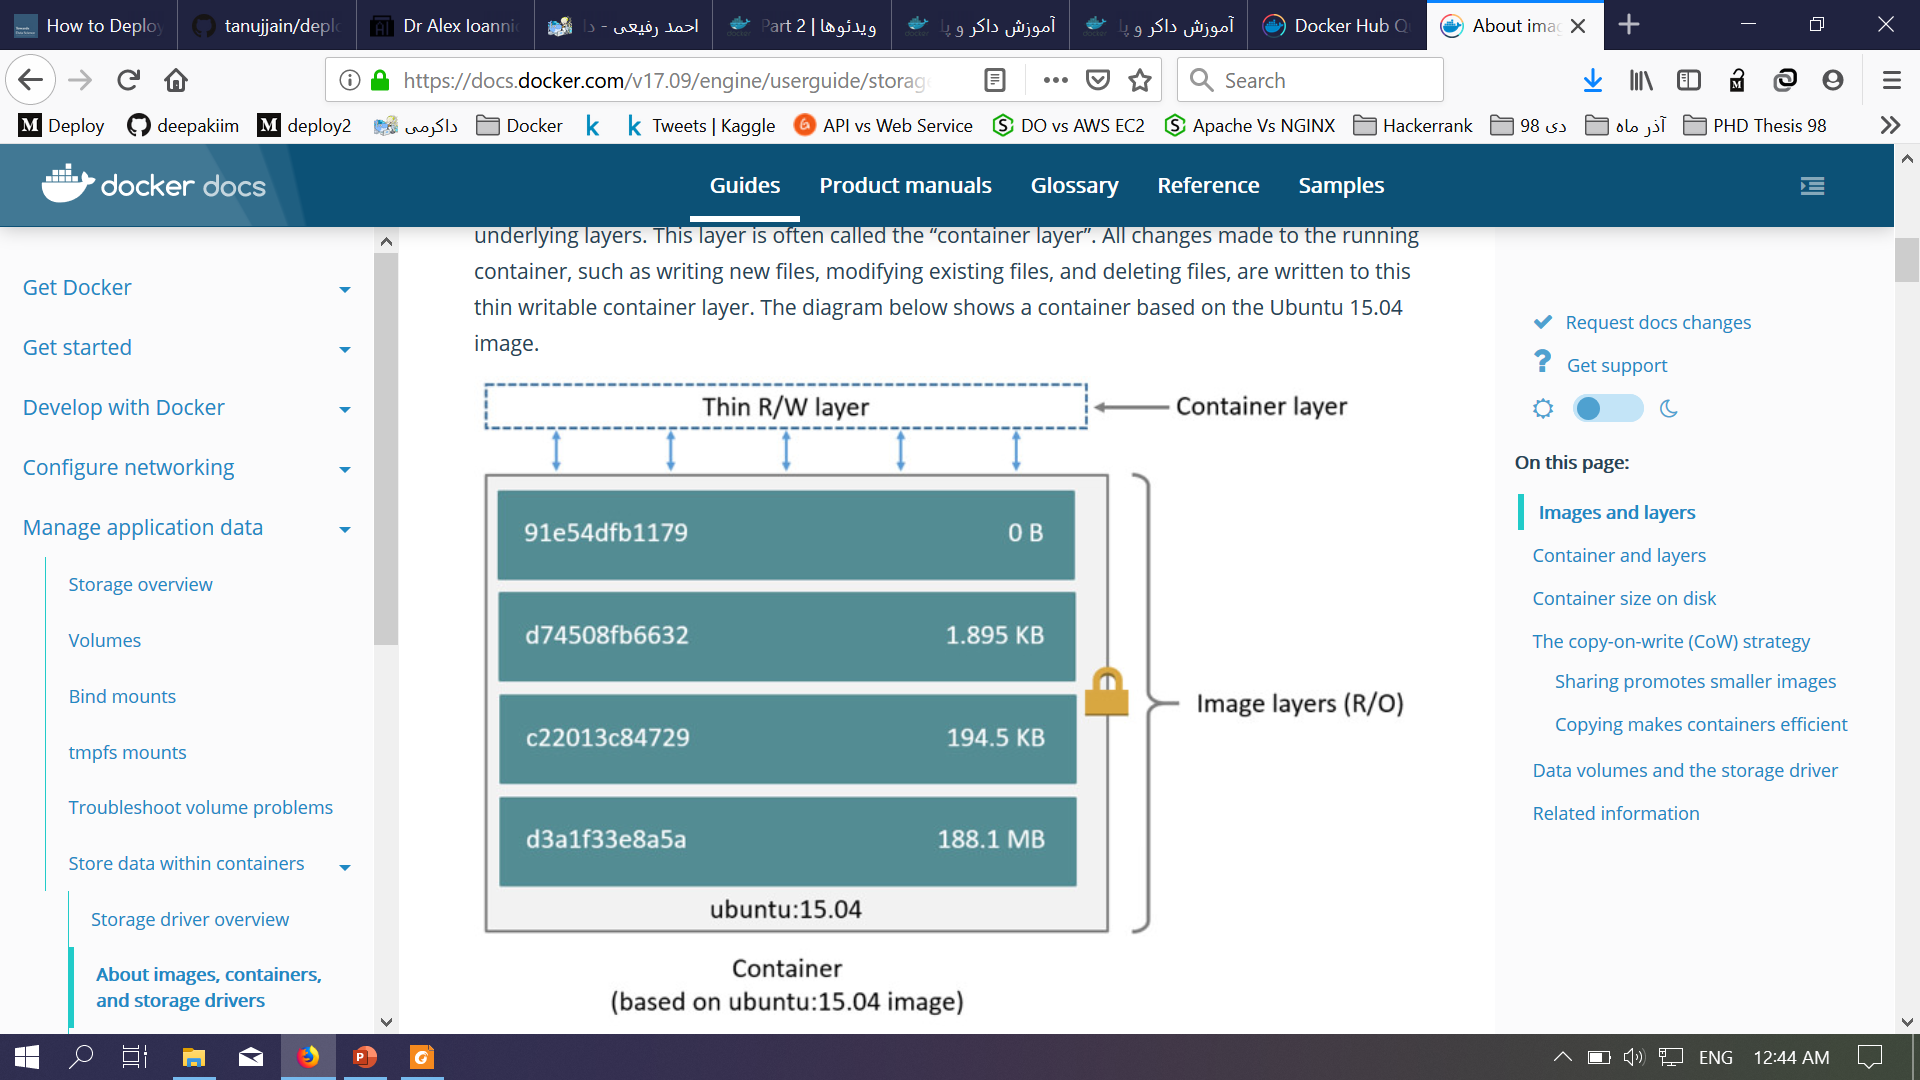 How to Deploy
tanujjain/deplo
Dr Alex Ioannic
احمد رفیعی - دا
ویدئوها | Part 2
آموزش داکر و پا
آموزش داکر و پا
Docker Hub Qu
About imag
https://docs.docker.com/v17.09/engine/userguide/storage
Search
Deploy
deepakiim
deploy2
داکرمی
Docker
Tweets | Kaggle
API vs Web Service
DO vs AWS EC2
Apache Vs NGINX
Hackerrank
دی 98
آذر ماه
PHD Thesis 98
docker docs
Guides
Product manuals
Glossary
Reference
Samples
Get Docker
Get started
Develop with Docker
Configure networking
Manage application data
Storage overview
Volumes
Bind mounts
tmpfs mounts
Troubleshoot volume problems
Store data within containers
Storage driver overview
About images, containers,
and storage drivers
underlying layers. This layer is often called the “container layer”. All changes made to the running
container, such as writing new files, modifying existing files, and deleting files, are written to this
thin writable container layer. The diagram below shows a container based on the Ubuntu 15.04
image.
Thin R/W layer
Container layer
91e54dfb1179 0 B
d74508fb6632 1.895 KB
c22013c84729 194.5 KB
d3a1f33e8a5a 188.1 MB
ubuntu:15.04
Image layers (R/O)
Container
(based on ubuntu:15.04 image)
Request docs changes
Get support
On this page:
Images and layers
Container and layers
Container size on disk
The copy-on-write (CoW) strategy
Sharing promotes smaller images
Copying makes containers efficient
Data volumes and the storage driver
Related information
ENG
12:44 AM